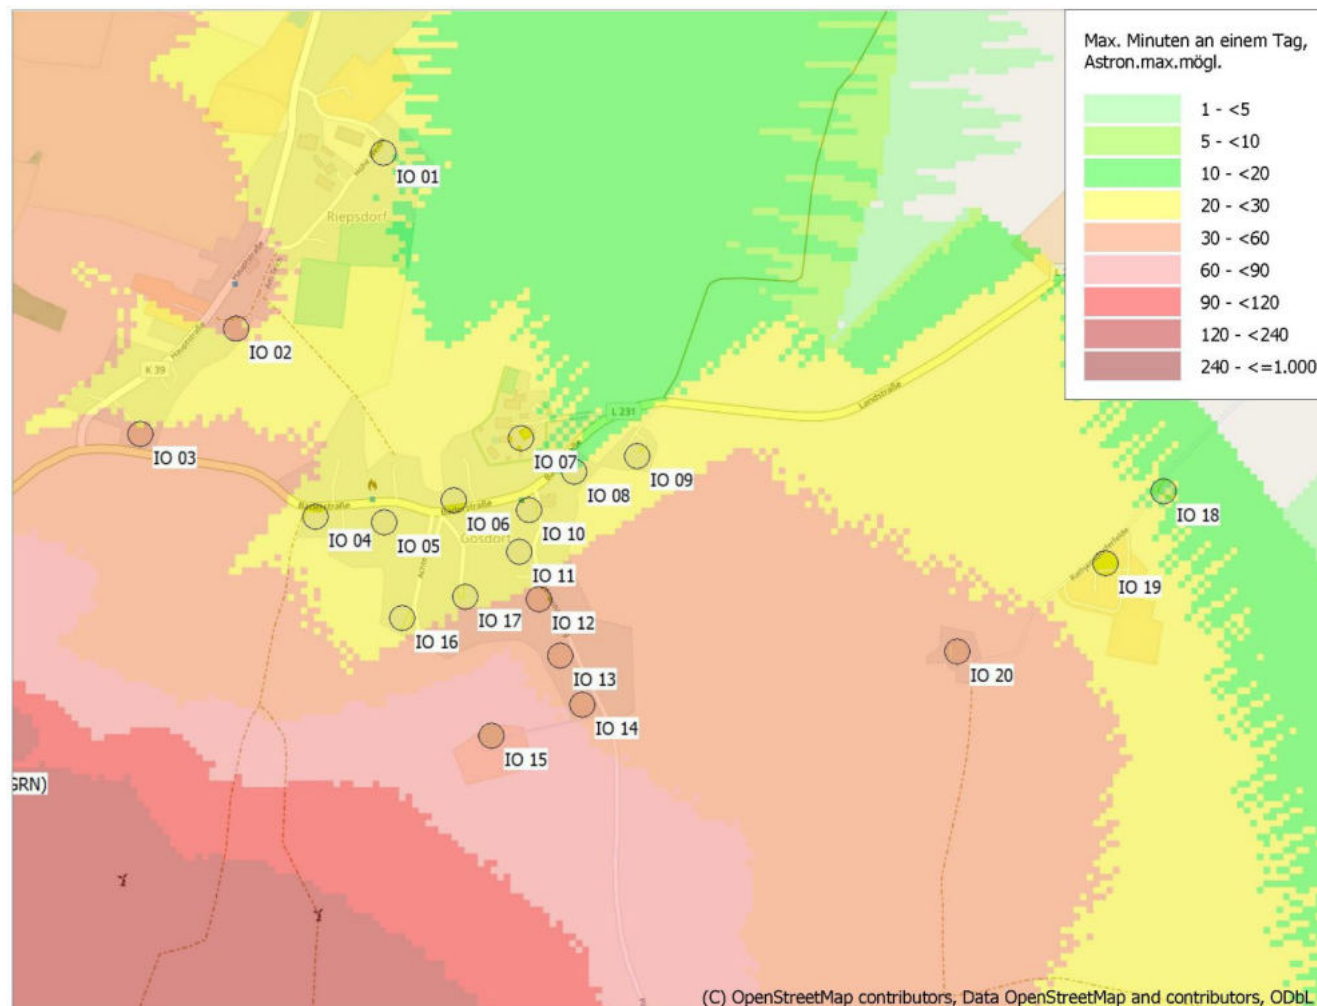 Max. Minuten an einem Tag,
Astron.max.mögl.
1 - <5
5 - <10
10 - <20
20 - <30
30 - <60
60 - <90
90 - <120
120 - <240
240 - <=1.000
IO 01
Riepsdorf
Hauptstraße
IO 02
Hauptstraße
K 39
IO 03
L 231
Landstraße
IO 07
IO 08
IO 09
IO 04
IO 05
IO 06
Gosdorf
IO 10
IO 11
IO 18
IO 19
IO 12
IO 17
IO 16
IO 13
IO 20
IO 14
IO 15
GRN)
(C) OpenStreetMap contributors, Data OpenStreetMap and contributors, ODbL